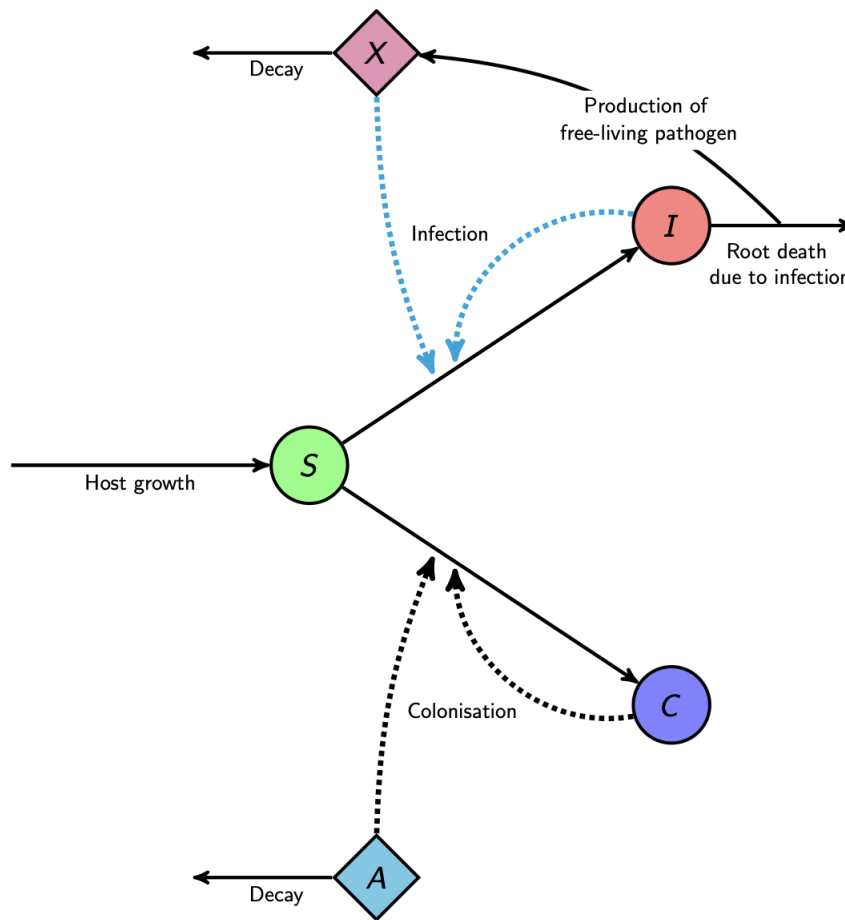 X
Decay
Production of
free-living pathogen
Infection
I
Root death
due to infection
S
Host growth
Colonisation
C
A
Decay